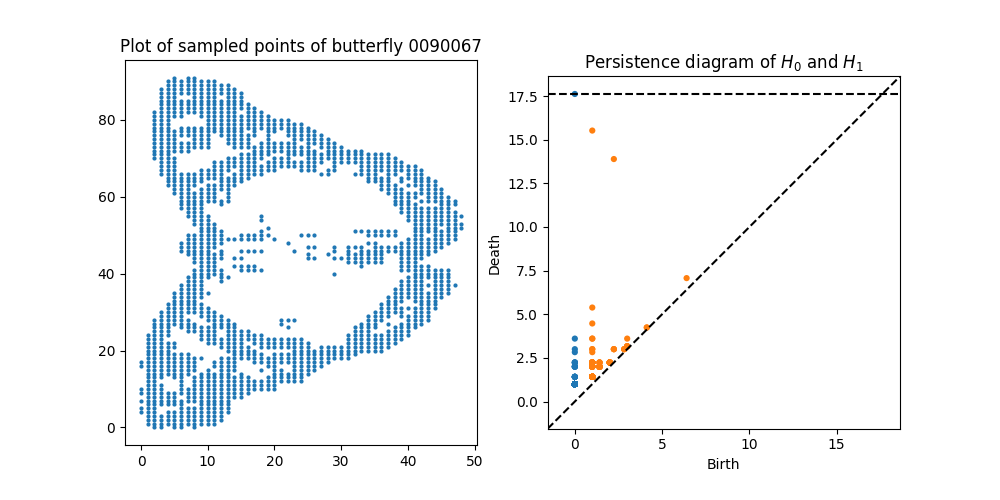 Plot of sampled points of butterfly 0090067
80
60
40
20
0
0 10 20 30 40 50
Persistence diagram of H₀ and H₁
17.5
15.0
12.5
10.0
7.5
5.0
2.5
0.0
Death
0 5 10 15
Birth